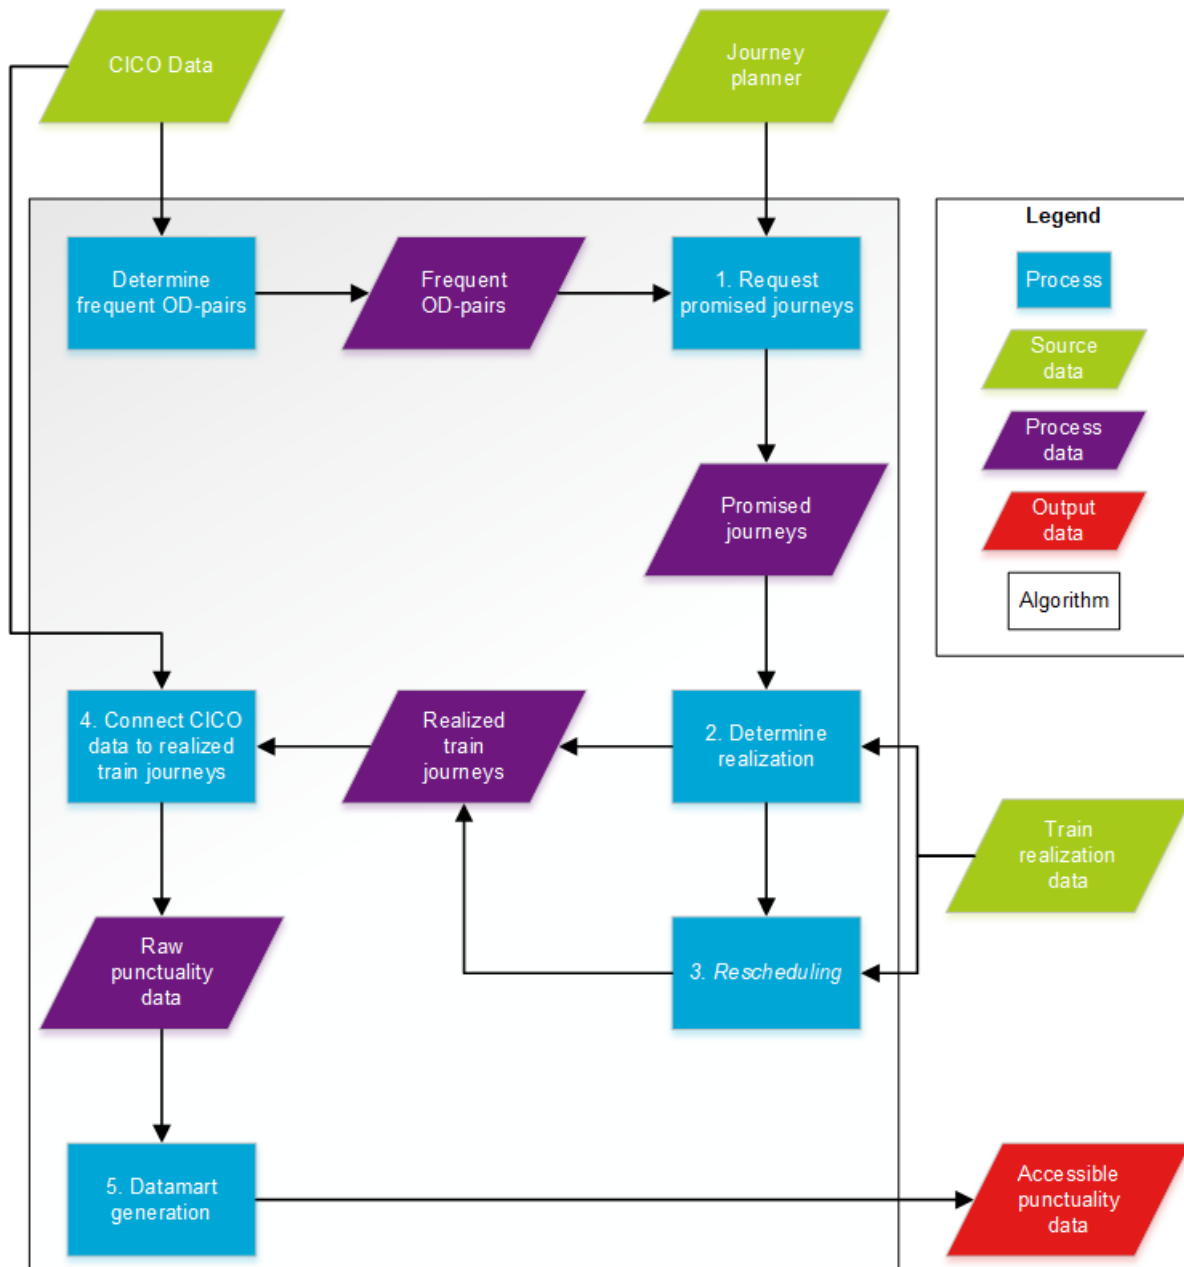 CICO Data
Journey
planner
Legend
Determine
frequent OD-pairs
Frequent
OD-pairs
1. Request
promised journeys
Process
Source
data
Process
data
Promised
journeys
Output
data
Algorithm
4. Connect CICO
data to realized
train journeys
Realized
train
journeys
2. Determine
realization
Train
realization
data
Raw
punctuality
data
3. Rescheduling
5. Datamart
generation
Accessible
punctuality
data